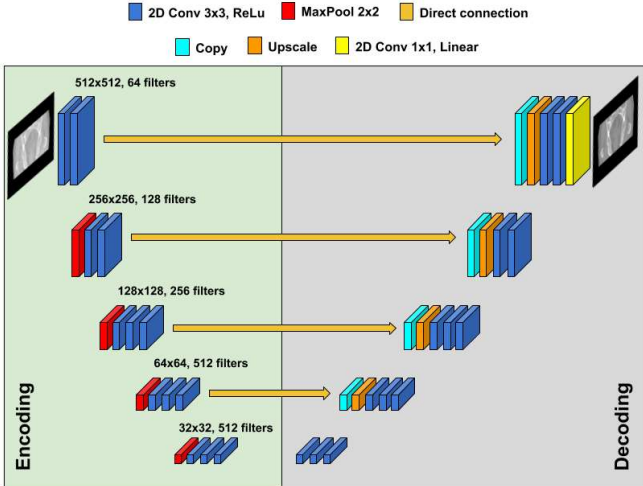 2D Conv 3x3, ReLu
MaxPool 2x2
Direct connection
Copy
Upscale
2D Conv 1x1, Linear
512x512, 64 filters
256x256, 128 filters
128x128, 256 filters
64x64, 512 filters
32x32, 512 filters
Encoding
Decoding